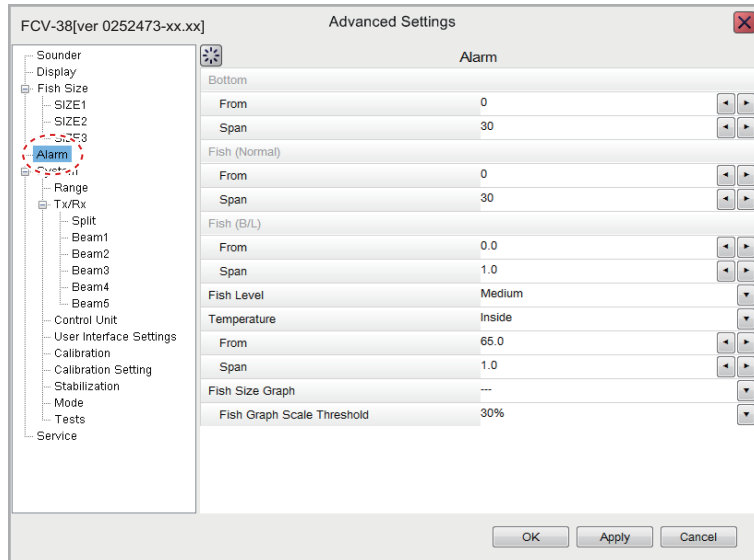 FCV-38[ver 0252473-xx.xx]
Advanced Settings
Sounder
Display
Fish Size
SIZE1
SIZE2
SIZE3
Alarm
System
Range
Tx/Rx
Split
Beam1
Beam2
Beam3
Beam4
Beam5
Control Unit
User Interface Settings
Calibration
Calibration Setting
Stabilization
Mode
Tests
Service
Alarm
Bottom
From 0
Span 30
Fish (Normal)
From 0
Span 30
Fish (B/L)
From 0.0
Span 1.0
Fish Level Medium
Temperature Inside
From 65.0
Span 1.0
Fish Size Graph ---
Fish Graph Scale Threshold 30%
OK Apply Cancel